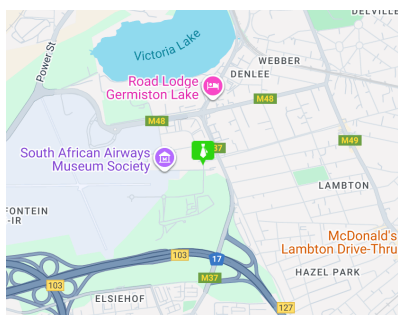 DELVILLE
Power St
Victoria Lake
WEBBER
Road Lodge
Germiston Lake
DENLEE
M48
M48
M49
37
South African Airways
Museum Society
LAMBTON
FONTEIN
-IR
McDonald's
Lambton Drive-Thru
103
17
HAZEL PARK
M37
103
ELSIEHOF
127